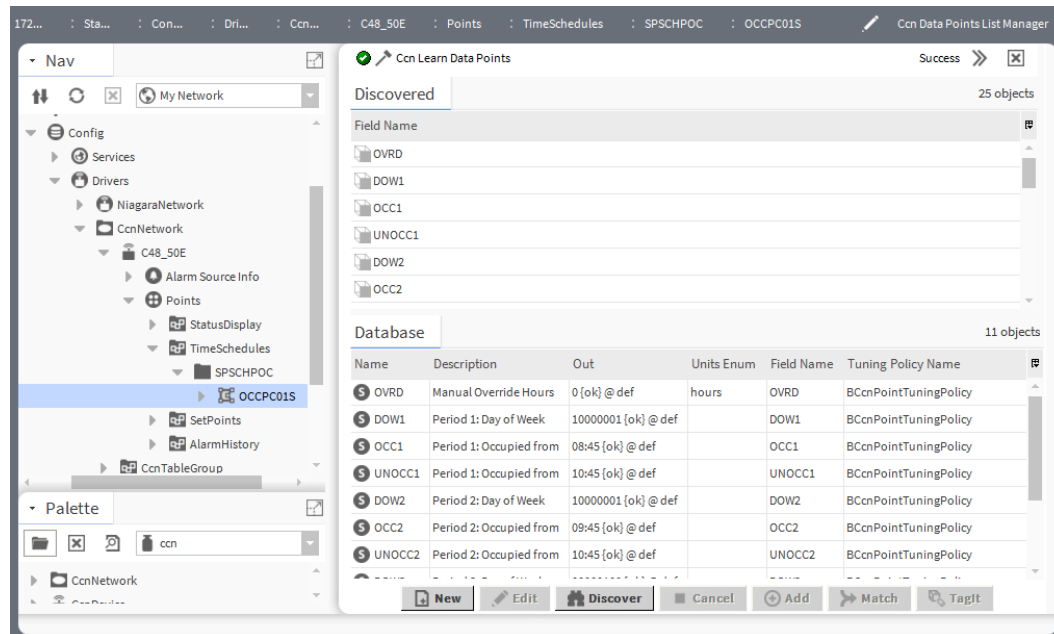 172... : Sta... : Con... : Dri... : Ccn... : C48_50E : Points : TimeSchedules : SPSCHPOC : OCCPC01S Ccn Data Points List Manager
Nav
My Network
Config
Services
Drivers
NiagaraNetwork
CcnNetwork
C48_50E
Alarm Source Info
Points
StatusDisplay
TimeSchedules
SPSCHPOC
OCCPC01S
SetPoints
AlarmHistory
CcnTableGroup
Palette
ccn
CcnNetwork
Ccn Learn Data Points Success
Discovered 25 objects
Field Name
OVRD
DOW1
OCC1
UNOCC1
DOW2
OCC2
Database 11 objects
Name Description Out Units Enum Field Name Tuning Policy Name
S OVRD Manual Override Hours 0 {ok} @ def hours OVRD BCcnPointTuningPolicy
S DOW1 Period 1: Day of Week 10000001 {ok} @ def DOW1 BCcnPointTuningPolicy
S OCC1 Period 1: Occupied from 08:45 {ok} @ def OCC1 BCcnPointTuningPolicy
S UNOCC1 Period 1: Occupied from 10:45 {ok} @ def UNOCC1 BCcnPointTuningPolicy
S DOW2 Period 2: Day of Week 10000001 {ok} @ def DOW2 BCcnPointTuningPolicy
S OCC2 Period 2: Occupied from 09:45 {ok} @ def OCC2 BCcnPointTuningPolicy
S UNOCC2 Period 2: Occupied from 10:45 {ok} @ def UNOCC2 BCcnPointTuningPolicy
New Edit Discover Cancel Add Match TagIt